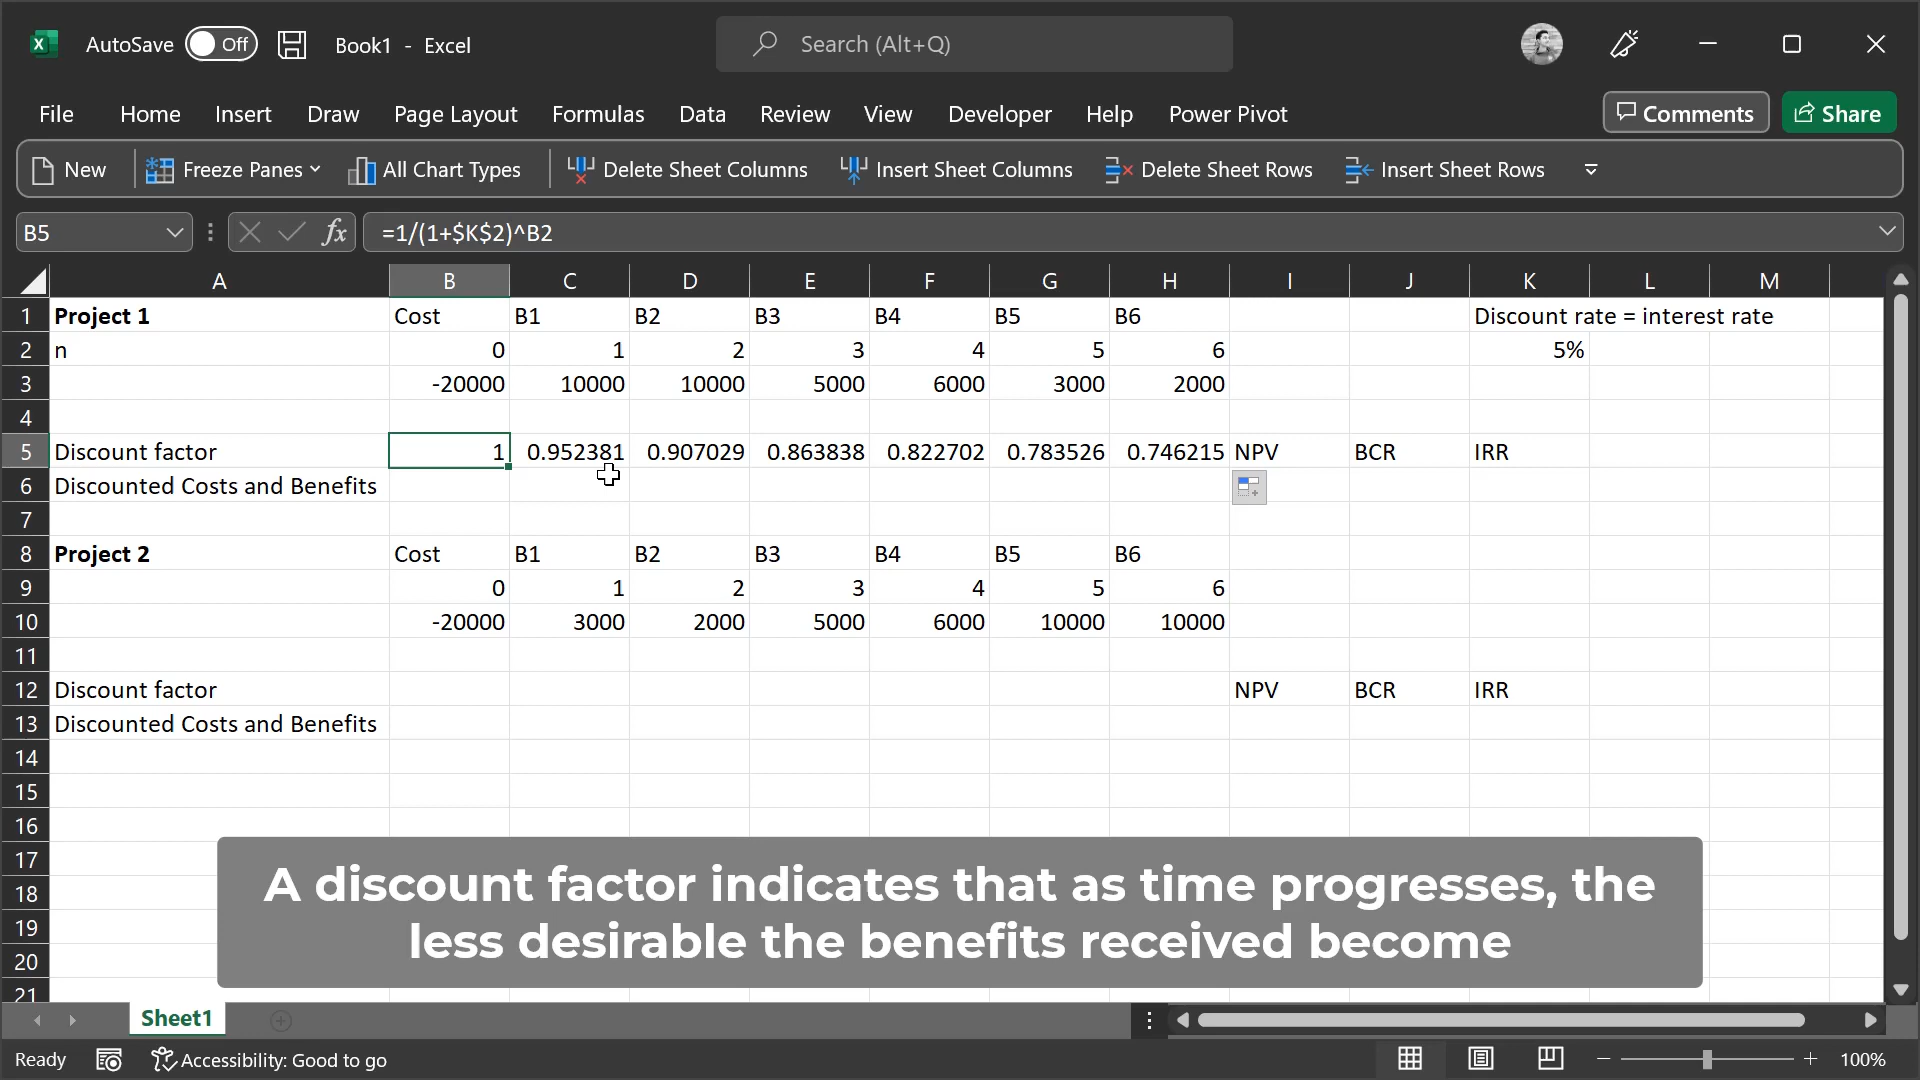 AutoSave Off Book1 - Excel Search (Alt+Q)
File Home Insert Draw Page Layout Formulas Data Review View Developer Help Power Pivot Comments Share
New Freeze Panes All Chart Types Delete Sheet Columns Insert Sheet Columns Delete Sheet Rows Insert Sheet Rows
B5 fx =1/(1+$K$2)^B2
A B C D E F G H I J K L M
1 Project 1 Cost B1 B2 B3 B4 B5 B6 Discount rate = interest rate
2 n 0 1 2 3 4 5 6 5%
3 -20000 10000 10000 5000 6000 3000 2000
4
5 Discount factor 1 0.952381 0.907029 0.863838 0.822702 0.783526 0.746215 NPV BCR IRR
6 Discounted Costs and Benefits
7
8 Project 2 Cost B1 B2 B3 B4 B5 B6
9 0 1 2 3 4 5 6
10 -20000 3000 2000 5000 6000 10000 10000
11
12 Discount factor NPV BCR IRR
13 Discounted Costs and Benefits
14
15
16
17
18
19
20
21
A discount factor indicates that as time progresses, the
less desirable the benefits received become
Sheet1
Ready Accessibility: Good to go 100%